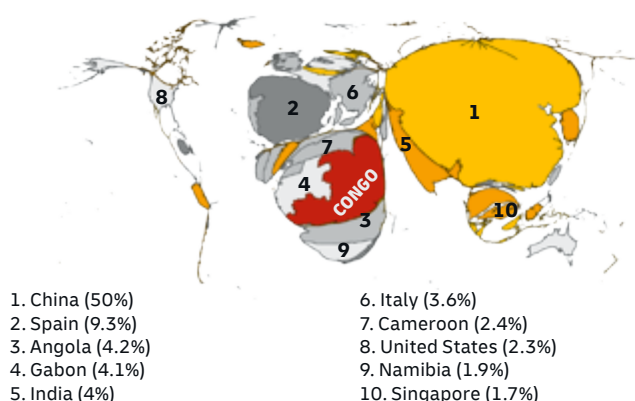 8
2
6
1
5
7
4
CONGO
10
3
9
1. China (50%)
2. Spain (9.3%)
3. Angola (4.2%)
4. Gabon (4.1%)
5. India (4%)
6. Italy (3.6%)
7. Cameroon (2.4%)
8. United States (2.3%)
9. Namibia (1.9%)
10. Singapore (1.7%)